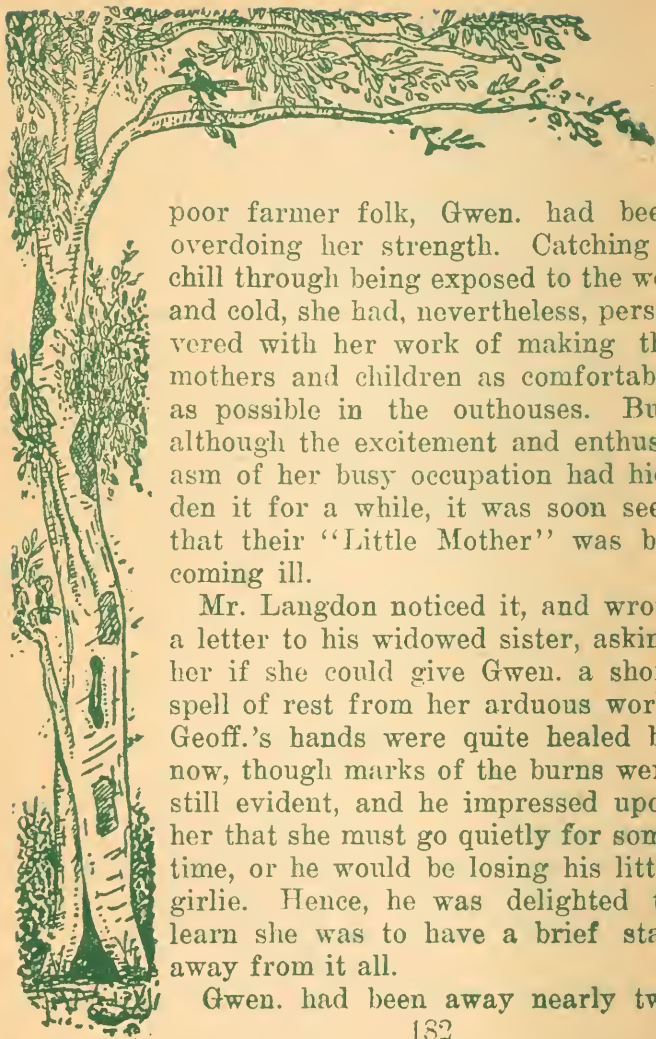 poor farmer folk, Gwen. had bee
overdoing her strength. Catching
chill through being exposed to the we
and cold, she had, nevertheless, pers
vered with her work of making th
mothers and children as comfortab
as possible in the outhouses. Bu
although the excitement and enthus
asm of her busy occupation had hid
den it for a while, it was soon see
that their "Little Mother" was b
coming ill.
Mr. Langdon noticed it, and wro
a letter to his widowed sister, askin
her if she could give Gwen. a shor
spell of rest from her arduous wor
Geoff.'s hands were quite healed b
now, though marks of the burns wer
still evident, and he impressed upo
her that she must go quietly for som
time, or he would be losing his litt
girlie. Hence, he was delighted t
learn she was to have a brief sta
away from it all.
Gwen. had been away nearly tw
182